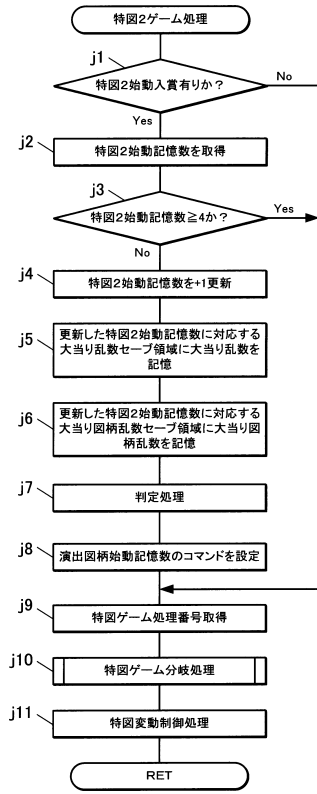 特図2ゲーム処理
j1
特図2始動入賞有りか？
No
Yes
j2
特図2始動記憶数を取得
j3
特図2始動記憶数≧4か？
Yes
No
j4
特図2始動記憶数を+1更新
j5
更新した特図2始動記憶数に対応する
大当り乱数セーブ領域に大当り乱数を
記憶
j6
更新した特図2始動記憶数に対応する
大当り図柄乱数セーブ領域に大当り図
柄乱数を記憶
j7
判定処理
j8
演出図柄始動記憶数のコマンドを設定
j9
特図ゲーム処理番号取得
j10
特図ゲーム分岐処理
j11
特図変動制御処理
RET